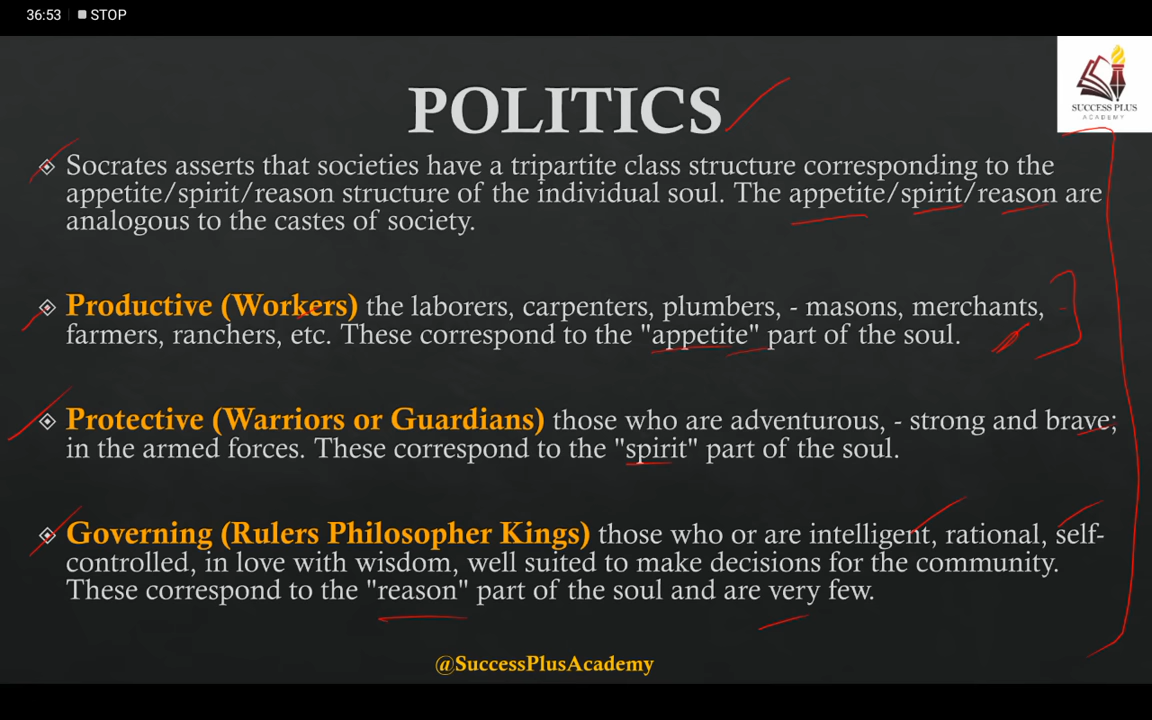 36:53 STOP
SUCCESS PLUS
ACADEMY
POLITICS
Socrates asserts that societies have a tripartite class structure corresponding to the
appetite/spirit/reason structure of the individual soul. The appetite/spirit/reason are
analogous to the castes of society.
Productive (Workers) the laborers, carpenters, plumbers, - masons, merchants,
farmers, ranchers, etc. These correspond to the "appetite" part of the soul.
Protective (Warriors or Guardians) those who are adventurous, - strong and brave;
in the armed forces. These correspond to the "spirit" part of the soul.
Governing (Rulers Philosopher Kings) those who or are intelligent, rational, self-
controlled, in love with wisdom, well suited to make decisions for the community.
These correspond to the "reason" part of the soul and are very few.
@SuccessPlusAcademy